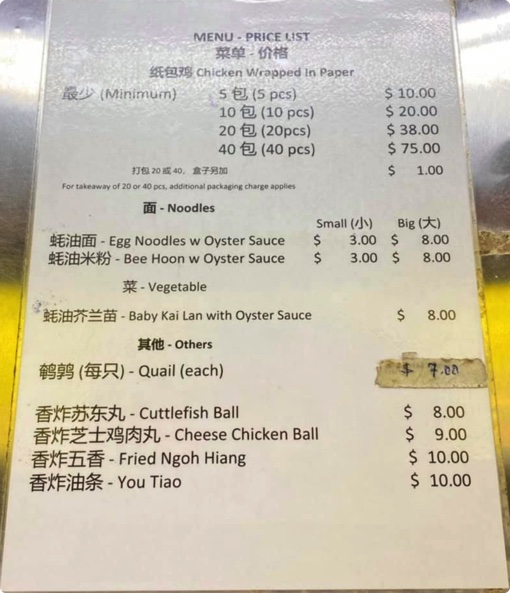 MENU - PRICE LIST
菜单 - 价格
纸包鸡 Chicken Wrapped In Paper
最少 (Minimum) 5 包 (5 pcs) $ 10.00
10 包 (10 pcs) $ 20.00
20 包 (20pcs) $ 38.00
40 包 (40 pcs) $ 75.00
打包 20 或 40， 盒子另加 $ 1.00
For takeaway of 20 or 40 pcs, additional packaging charge applies
面 - Noodles
Small (小) Big (大)
蚝油面 - Egg Noodles w Oyster Sauce $ 3.00 $ 8.00
蚝油米粉 - Bee Hoon w Oyster Sauce $ 3.00 $ 8.00
菜 - Vegetable
蚝油芥兰苗 - Baby Kai Lan with Oyster Sauce $ 8.00
其他 - Others
鹌鹑 (每只) - Quail (each) $ 7.00
香炸苏东丸 - Cuttlefish Ball $ 8.00
香炸芝士鸡肉丸 - Cheese Chicken Ball $ 9.00
香炸五香 - Fried Ngoh Hiang $ 10.00
香炸油条 - You Tiao $ 10.00